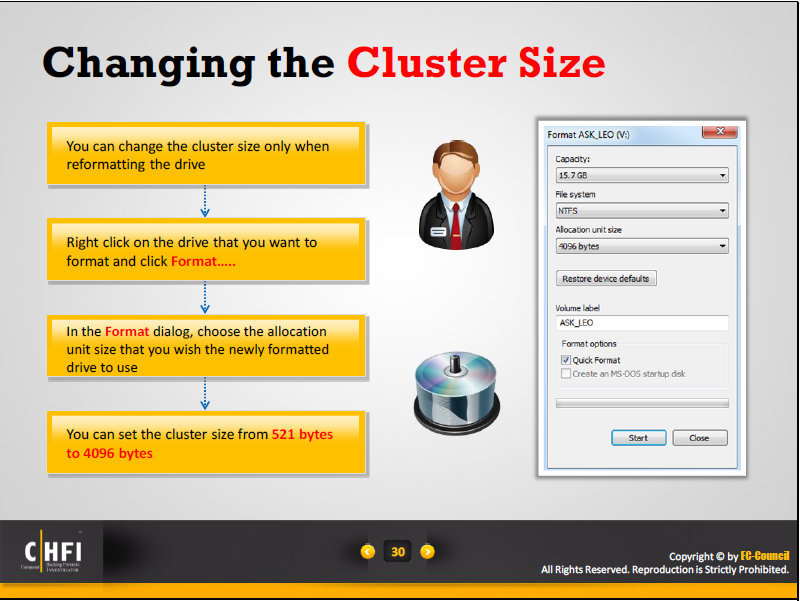 Changing the Cluster Size
You can change the cluster size only when
reformatting the drive
Right click on the drive that you want to
format and click Format.....
In the Format dialog, choose the allocation
unit size that you wish the newly formatted
drive to use
You can set the cluster size from 521 bytes
to 4096 bytes
Format ASK_LEO (V:)
Capacity:
15.7 GB
File system
NTFS
Allocation unit size
4096 bytes
Restore device defaults
Volume label
ASK_LEO
Format options
Quick Format
Create an MS-DOS startup disk
Start Close
CHFI
Computer Hacking Forensic
INVESTIGATOR
30
Copyright © by EC-Council
All Rights Reserved. Reproduction is Strictly Prohibited.